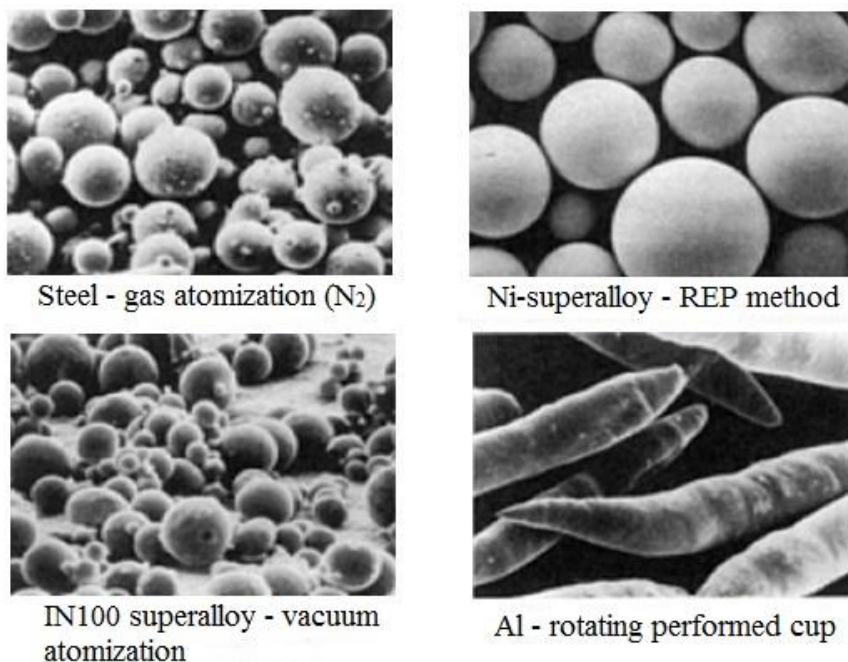 Steel - gas atomization (N₂)
Ni-superalloy - REP method
IN100 superalloy - vacuum
atomization
Al - rotating performed cup